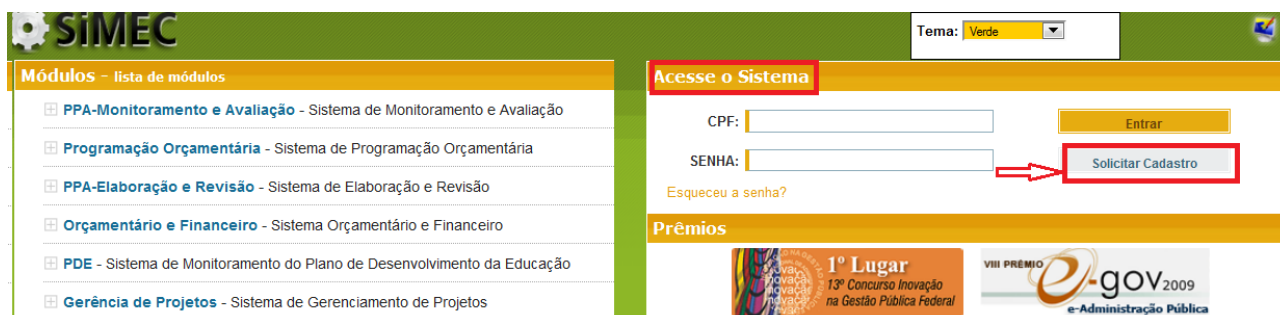 SiMEC
Tema: Verde
Módulos - lista de módulos
PPA-Monitoramento e Avaliação - Sistema de Monitoramento e Avaliação
Programação Orçamentária - Sistema de Programação Orçamentária
PPA-Elaboração e Revisão - Sistema de Elaboração e Revisão
Orçamentário e Financeiro - Sistema Orçamentário e Financeiro
PDE - Sistema de Monitoramento do Plano de Desenvolvimento da Educação
Gerência de Projetos - Sistema de Gerenciamento de Projetos
Acesse o Sistema
CPF:
Entrar
SENHA:
Solicitar Cadastro
Esqueceu a senha?
Prêmios
1º Lugar
13º Concurso Inovação
na Gestão Pública Federal
VIII PRÊMIO
e-gov 2009
e-Administração Pública